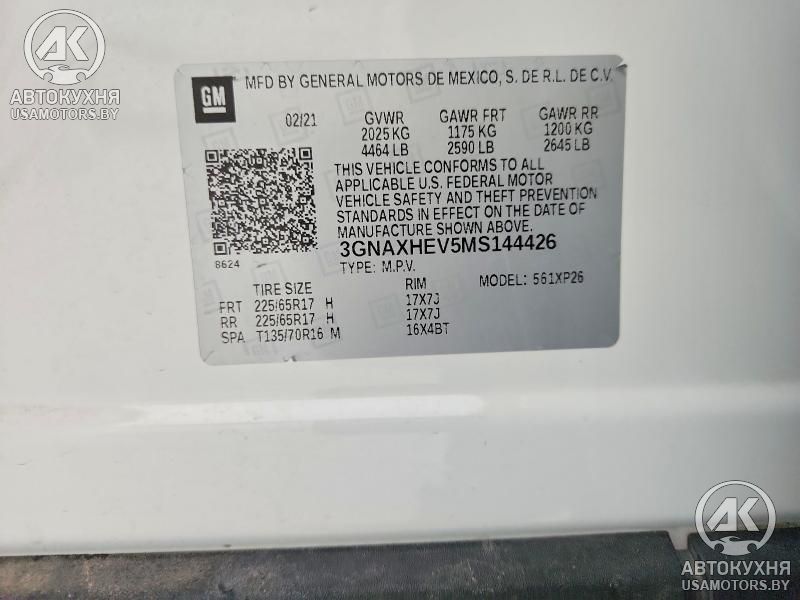 AK
АВТОКУХНЯ
USAMOTORS.BY
GM
MFD BY GENERAL MOTORS DE MEXICO, S. DE R.L. DE C.V.
02/21 GVWR GAWR FRT GAWR RR
2025 KG 1175 KG 1200 KG
4464 LB 2590 LB 2645 LB
THIS VEHICLE CONFORMS TO ALL
APPLICABLE U.S. FEDERAL MOTOR
VEHICLE SAFETY AND THEFT PREVENTION
STANDARDS IN EFFECT ON THE DATE OF
MANUFACTURE SHOWN ABOVE.
8624
3GNAXHEV5MS144426
TYPE: M.P.V. MODEL: 561XP26
TIRE SIZE RIM
FRT 225/65R17 H 17X7J
RR 225/65R17 H 17X7J
SPA T135/70R16 M 16X4BT
AK
АВТОКУХНЯ
USAMOTORS.BY